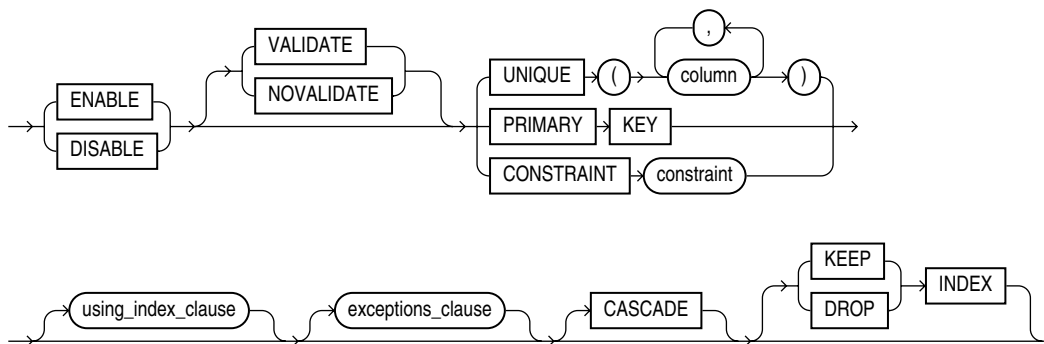 ENABLE
DISABLE
VALIDATE
NOVALIDATE
,
UNIQUE ( column )
PRIMARY KEY
CONSTRAINT constraint
using_index_clause exceptions_clause CASCADE
KEEP
DROP
INDEX